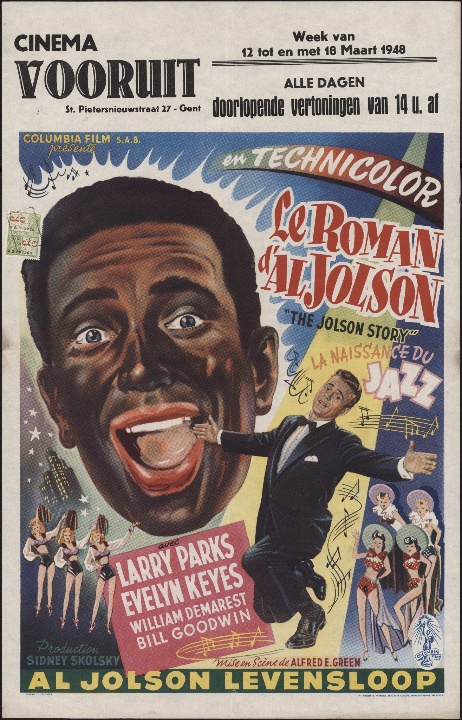 CINEMA
VOORUIT
St. Pietersnieuwstraat 27 - Gent
Week van
12 tot en met 18 Maart 1948
ALLE DAGEN
doorlopende vertoningen van 14 u. af
COLUMBIA FILM S.A.B.
présente
en TECHNICOLOR
Le ROMAN
d'AL JOLSON
"THE JOLSON STORY"
LA NAISSANCE DU
JAZZ
avec
LARRY PARKS
EVELYN KEYES
WILLIAM DEMAREST
BILL GOODWIN
Production
SIDNEY SKOLSKY
Mise en Scène de ALFRED E. GREEN
AL JOLSON LEVENSLOOP